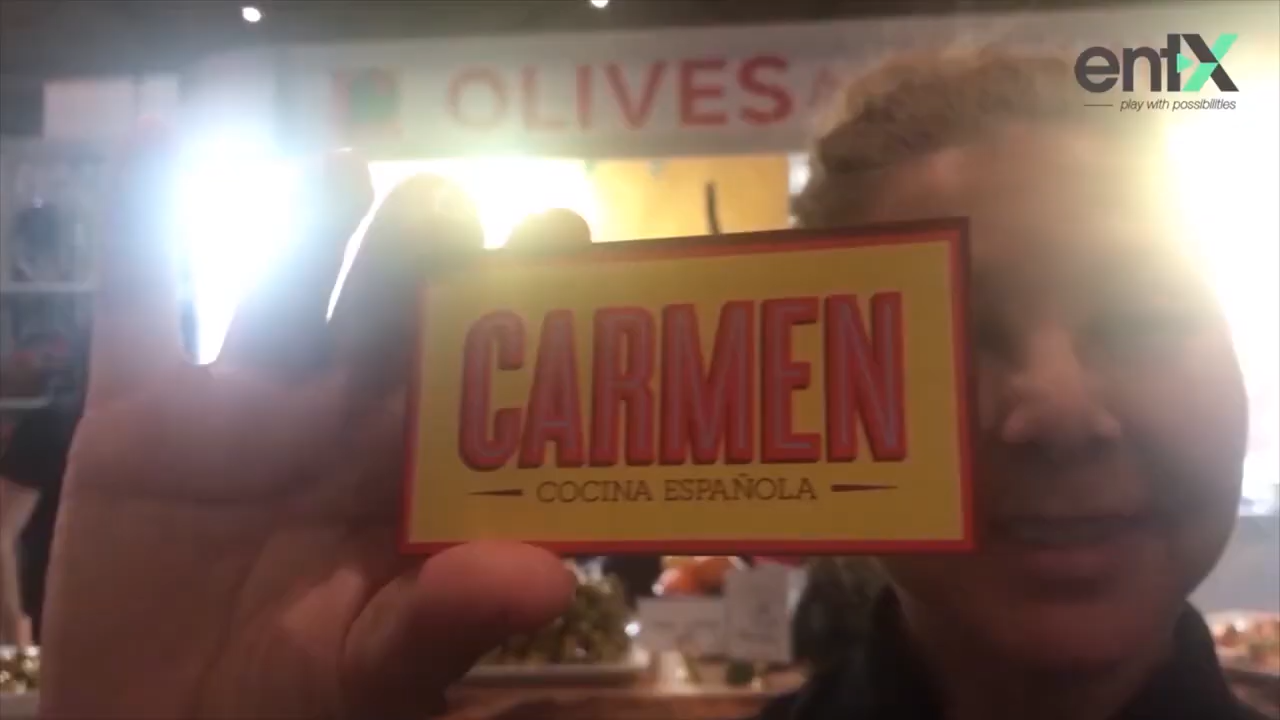 OLIVES
entX
play with possibilities
CARMEN
COCINA ESPAÑOLA